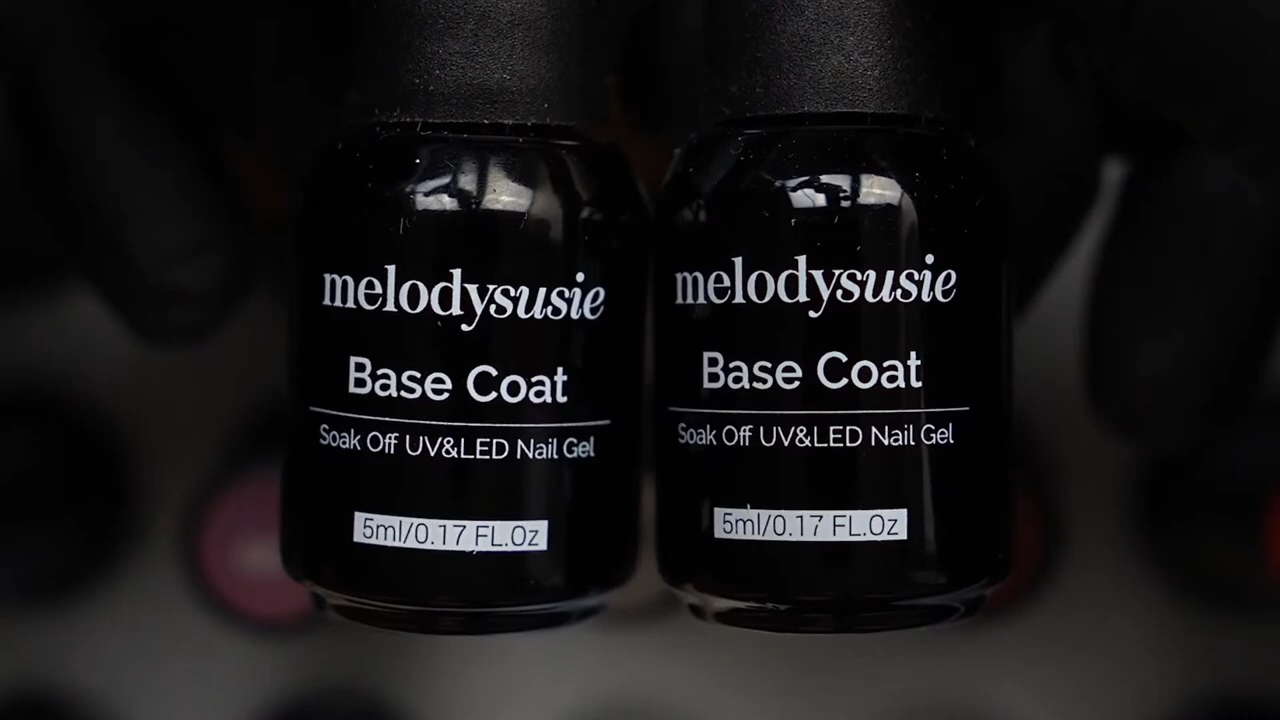 melodysusie
Base Coat
Soak Off UV&LED Nail Gel
5ml/0.17 FL.Oz
melodysusie
Base Coat
Soak Off UV&LED Nail Gel
5ml/0.17 FL.Oz